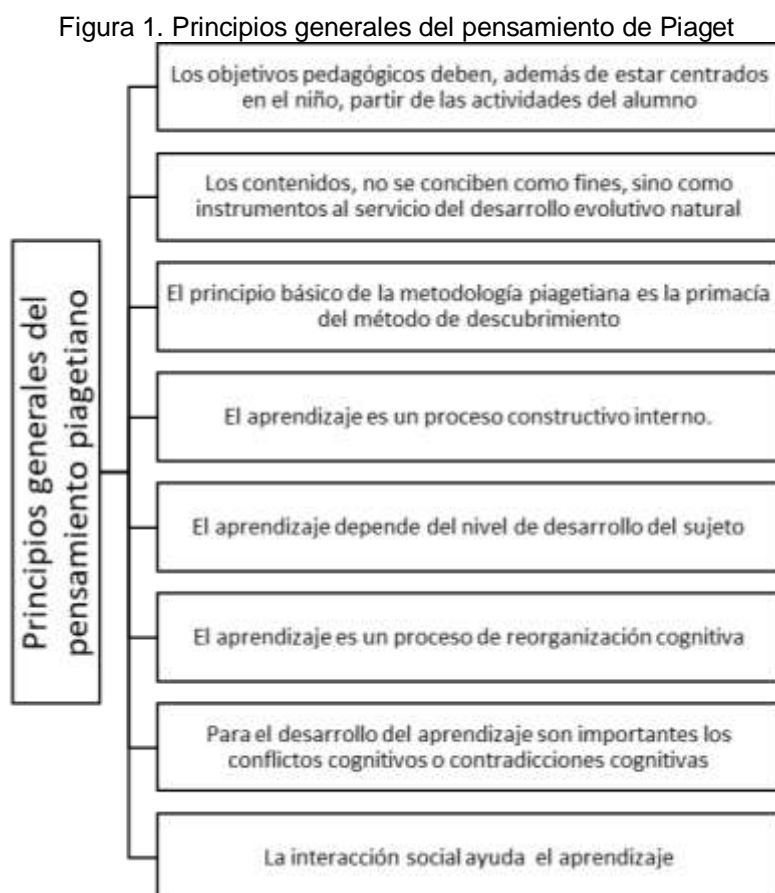 Figura 1. Principios generales del pensamiento de Piaget
Principios generales del
pensamiento piagetiano
Los objetivos pedagógicos deben, además de estar centrados
en el niño, partir de las actividades del alumno
Los contenidos, no se conciben como fines, sino como
instrumentos al servicio del desarrollo evolutivo natural
El principio básico de la metodología piagetiana es la primacía
del método de descubrimiento
El aprendizaje es un proceso constructivo interno.
El aprendizaje depende del nivel de desarrollo del sujeto
El aprendizaje es un proceso de reorganización cognitiva
Para el desarrollo del aprendizaje son importantes los
conflictos cognitivos o contradicciones cognitivas
La interacción social ayuda el aprendizaje